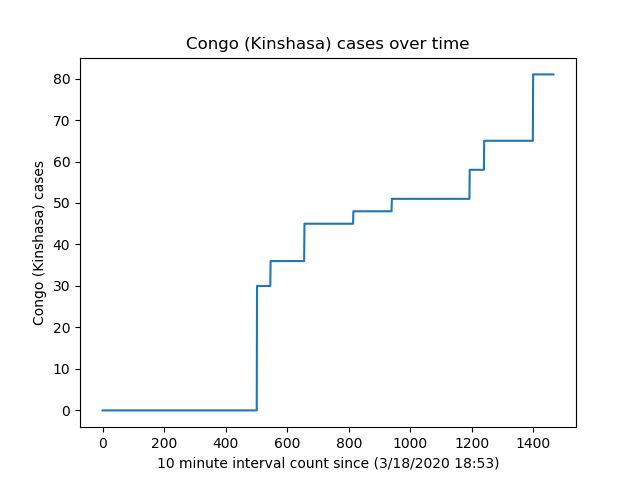 Congo (Kinshasa) cases over time
80
70
60
50
40
30
20
10
0
Congo (Kinshasa) cases
0 200 400 600 800 1000 1200 1400
10 minute interval count since (3/18/2020 18:53)